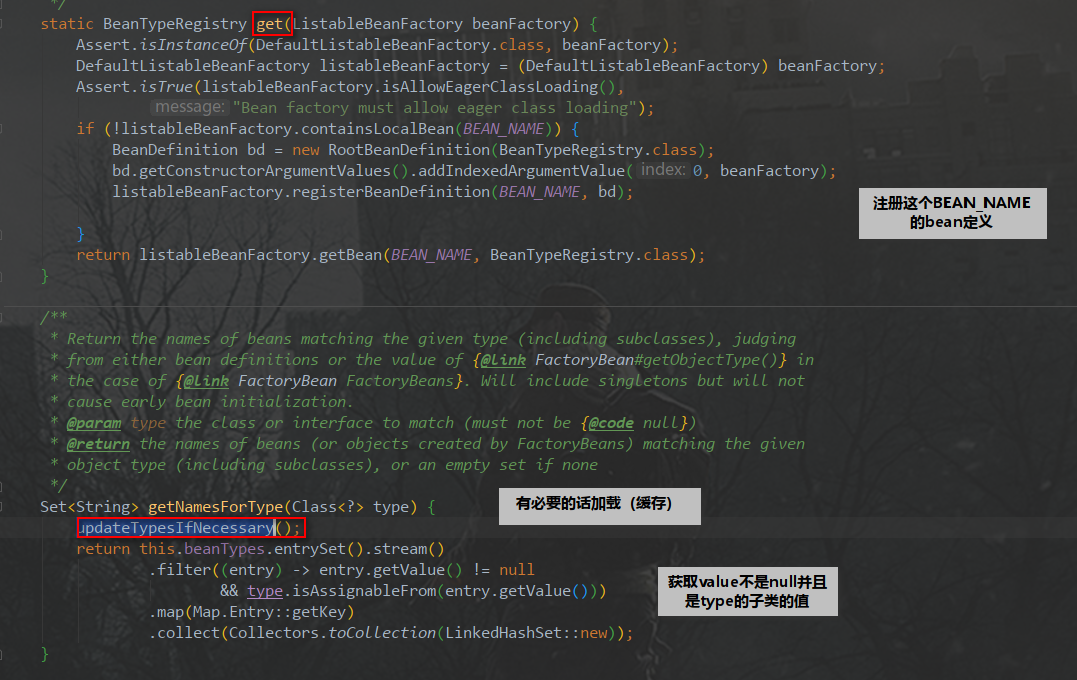 */
static BeanTypeRegistry get(ListableBeanFactory beanFactory) {
Assert.isInstanceOf(DefaultListableBeanFactory.class, beanFactory);
DefaultListableBeanFactory listableBeanFactory = (DefaultListableBeanFactory) beanFactory;
Assert.isTrue(listableBeanFactory.isAllowEagerClassLoading(),
message: "Bean factory must allow eager class loading");
if (!listableBeanFactory.containsLocalBean(BEAN_NAME)) {
BeanDefinition bd = new RootBeanDefinition(BeanTypeRegistry.class);
bd.getConstructorArgumentValues().addIndexedArgumentValue( index: 0, beanFactory);
listableBeanFactory.registerBeanDefinition(BEAN_NAME, bd);
注册这个BEAN_NAME
的bean定义
}
return listableBeanFactory.getBean(BEAN_NAME, BeanTypeRegistry.class);
}
/**
* Return the names of beans matching the given type (including subclasses), judging
* from either bean definitions or the value of {@link FactoryBean#getObjectType()} in
* the case of {@link FactoryBean FactoryBeans}. Will include singletons but will not
* cause early bean initialization.
* @param type the class or interface to match (must not be {@code null})
* @return the names of beans (or objects created by FactoryBeans) matching the given
* object type (including subclasses), or an empty set if none
*/
Set<String> getNamesForType(Class<?> type) {
有必要的话加载（缓存）
updateTypesIfNecessary();
return this.beanTypes.entrySet().stream()
.filter((entry) -> entry.getValue() != null
&& type.isAssignableFrom(entry.getValue()))
获取value不是null并且
是type的子类的值
.map(Map.Entry::getKey)
.collect(Collectors.toCollection(LinkedHashSet::new));
}